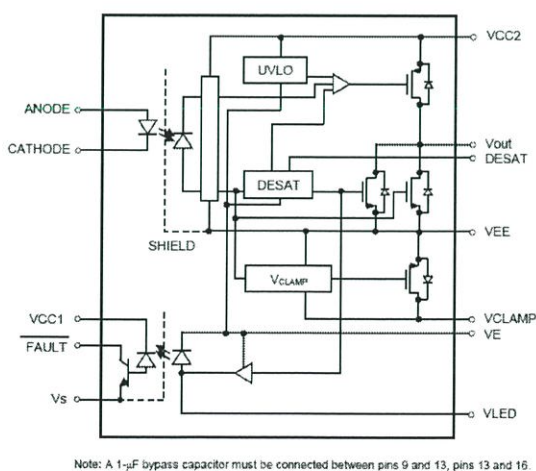 VCC2
UVLO
ANODE
CATHODE
Vout
DESAT
DESAT
VEE
SHIELD
VCLAMP
VCC1
VCLAMP
FAULT
VE
Vs
VLED
Note: A 1-µF bypass capacitor must be connected between pins 9 and 13, pins 13 and 16.